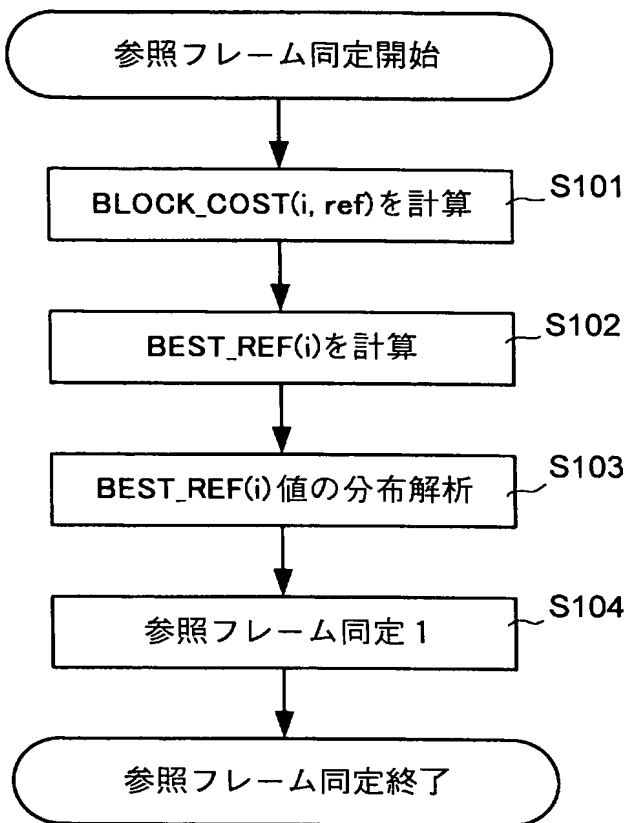 参照フレーム同定開始
BLOCK_COST(i, ref)を計算
S101
BEST_REF(i)を計算
S102
BEST_REF(i)値の分布解析
S103
参照フレーム同定1
S104
参照フレーム同定終了